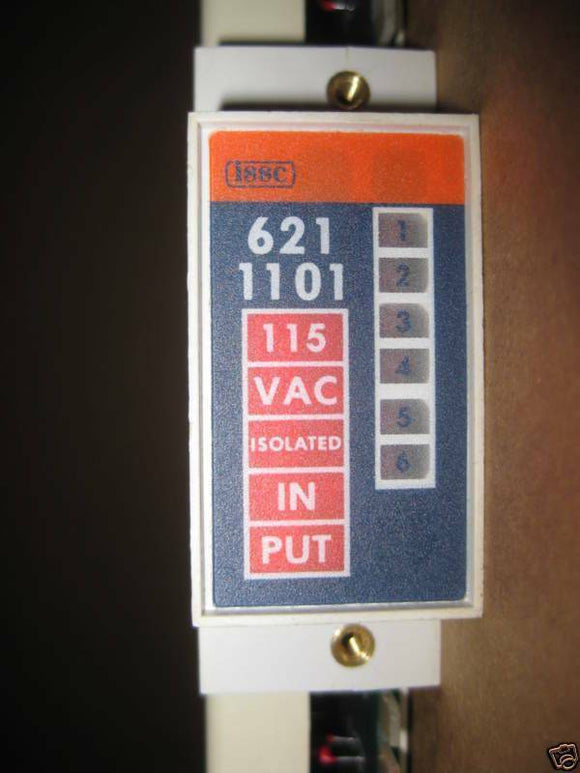 issc
621
1101
115
VAC
ISOLATED
IN
PUT
1
2
3
4
5
6